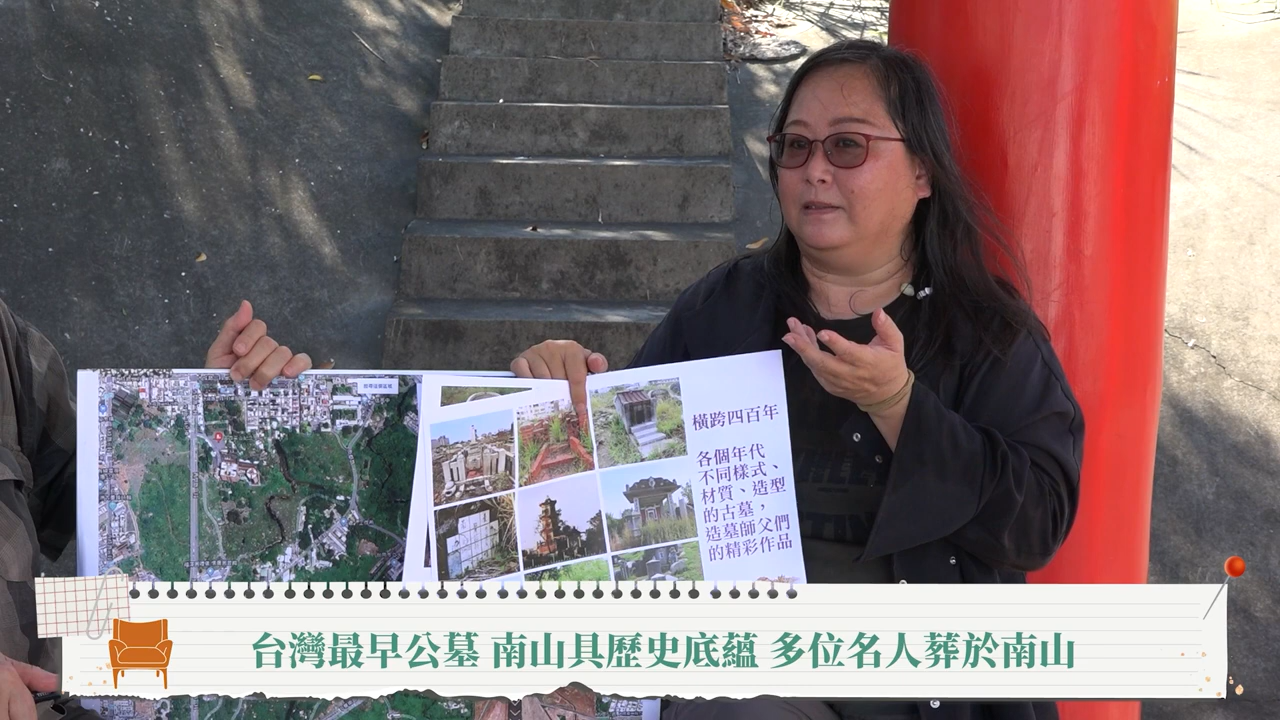 橫跨四百年
各個年代
不同樣式、
材質、造型
的古墓，
造墓師父們
的精彩作品
台灣最早公墓 南山具歷史底蘊 多位名人葬於南山